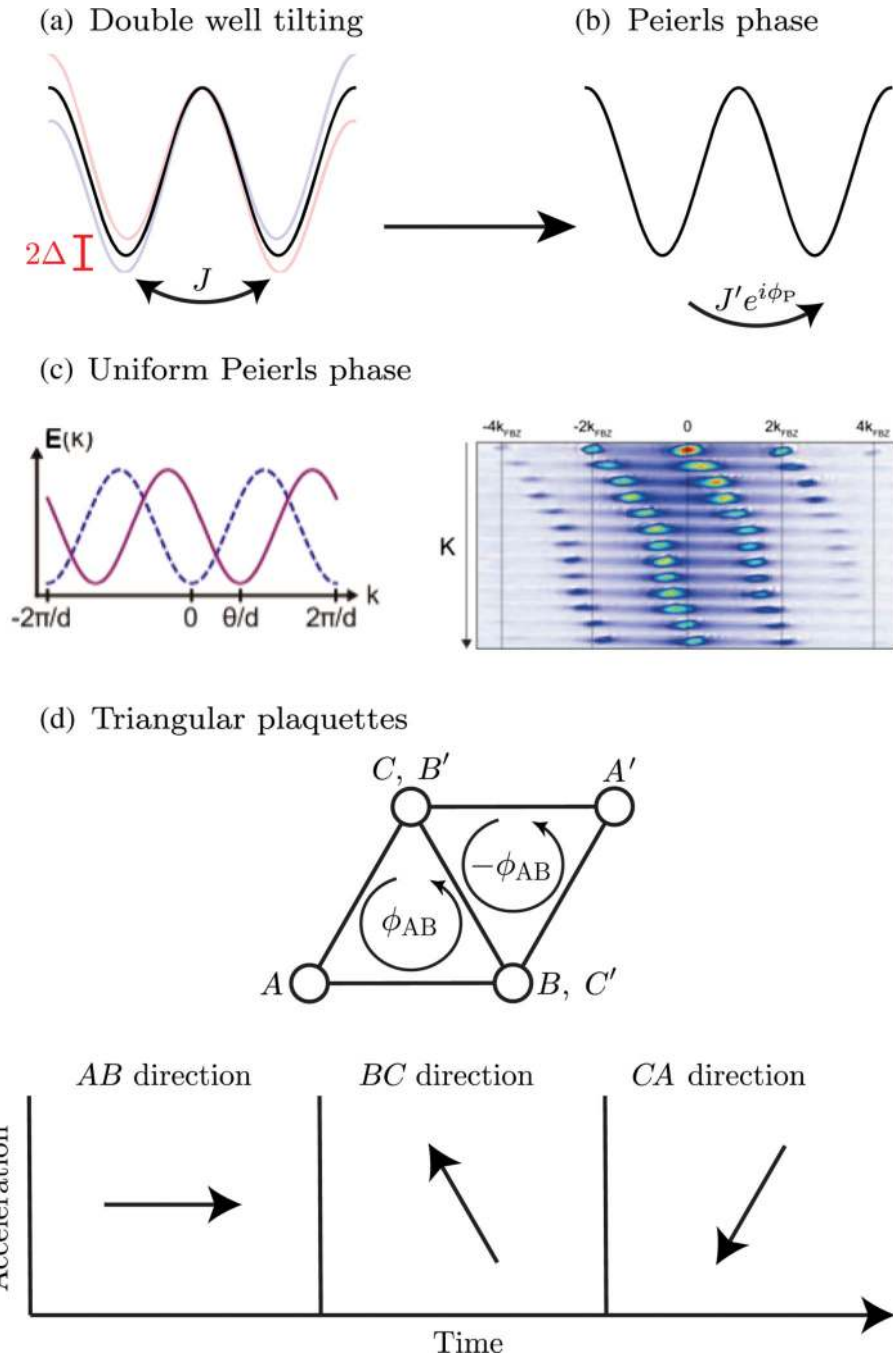 (a) Double well tilting
(b) Peierls phase
2Δ
J
J′e^{iϕ_P}
(c) Uniform Peierls phase
E(K)
-2π/d 0 θ/d 2π/d k
-4k_FBZ -2k_FBZ 0 2k_FBZ 4k_FBZ
K
(d) Triangular plaquettes
C, B′ A′
−ϕ_AB
ϕ_AB
A B, C′
AB direction BC direction CA direction
Acceleration
Time